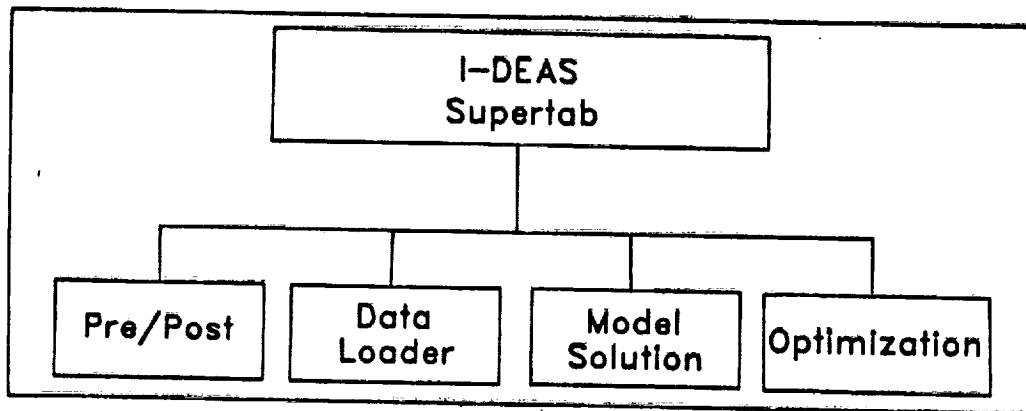 I-DEAS
Supertab
Pre/Post
Data
Loader
Model
Solution
Optimization